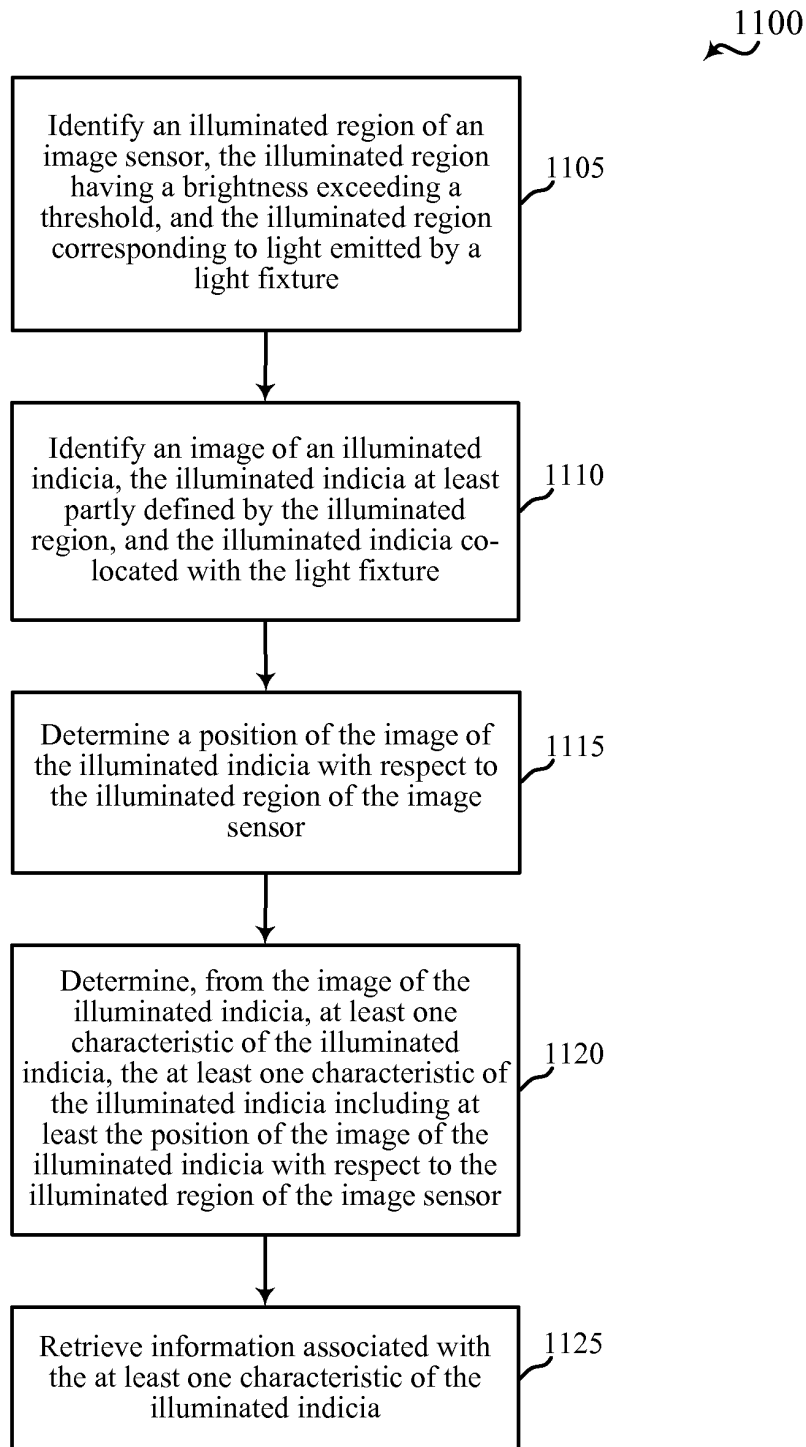 1100
Identify an illuminated region of an
image sensor, the illuminated region
having a brightness exceeding a
threshold, and the illuminated region
corresponding to light emitted by a
light fixture
1105
Identify an image of an illuminated
indicia, the illuminated indicia at least
partly defined by the illuminated
region, and the illuminated indicia co-
located with the light fixture
1110
Determine a position of the image of
the illuminated indicia with respect to
the illuminated region of the image
sensor
1115
Determine, from the image of the
illuminated indicia, at least one
characteristic of the illuminated
indicia, the at least one characteristic of
the illuminated indicia including at
least the position of the image of the
illuminated indicia with respect to the
illuminated region of the image sensor
1120
Retrieve information associated with
the at least one characteristic of the
illuminated indicia
1125